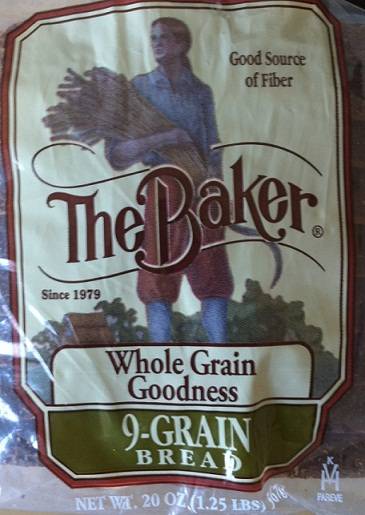 Good Source
of Fiber
The Baker®
Since 1979
Whole Grain
Goodness
9-GRAIN
BREAD
NET WT. 20 OZ. (1.25 LBS)
K
PAREVE